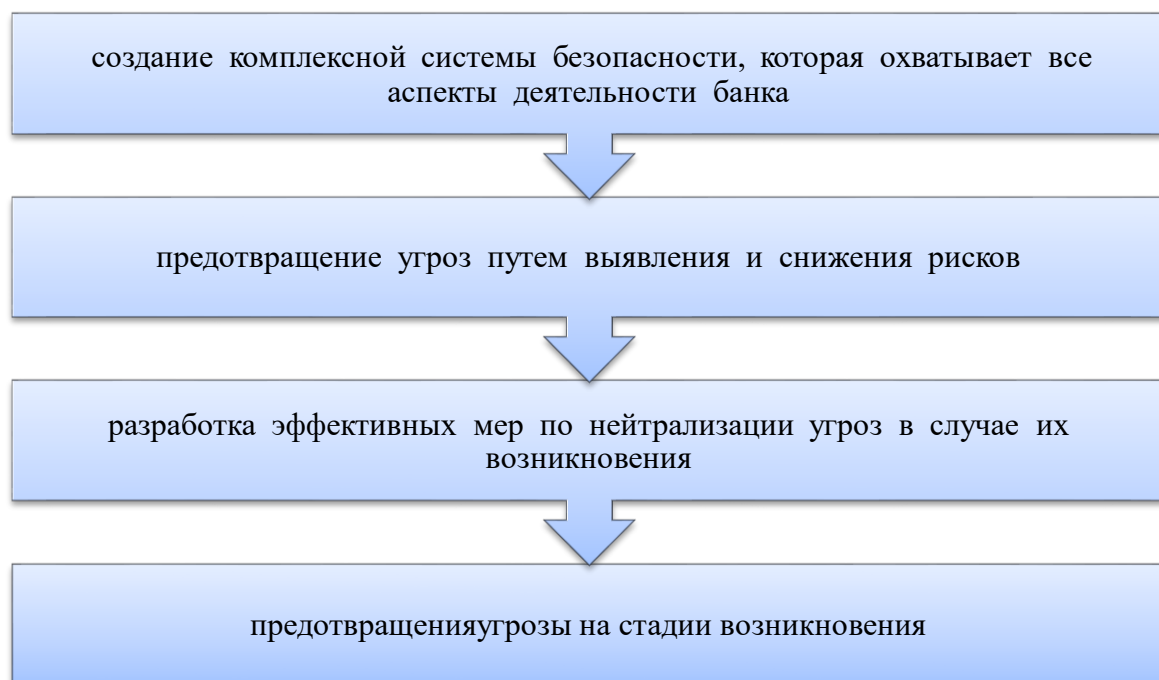 создание комплексной системы безопасности, которая охватывает все
аспекты деятельности банка
предотвращение угроз путем выявления и снижения рисков
разработка эффективных мер по нейтрализации угроз в случае их
возникновения
предотвращенияугрозы на стадии возникновения